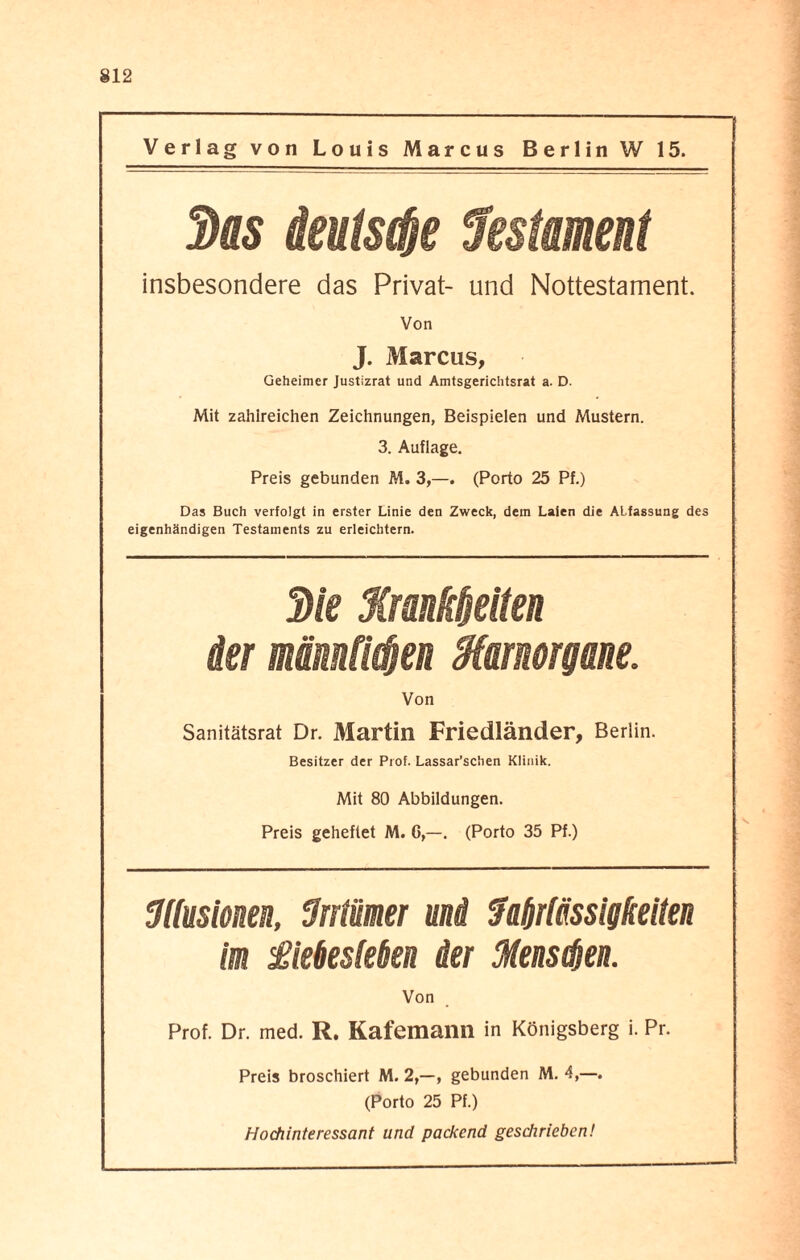 812
Verlag von Louis Marcus Berlin W 15.
Das deutsche Testament
insbesondere das Privat- und Nottestament.
Von
J. Marcus,
Geheimer Justizrat und Amtsgerichtsrat a. D.
Mit zahlreichen Zeichnungen, Beispielen und Mustern.
3. Auflage.
Preis gebunden M. 3,—. (Porto 25 Pf.)
Das Buch verfolgt in erster Linie den Zweck, dem Laien die Abfassung des
eigenhändigen Testaments zu erleichtern.
Die Krankheiten
der männlichen Harnorgane.
Von
Sanitätsrat Dr. Martin Friedländer, Berlin.
Besitzer der Prof. Lassar'schen Klinik.
Mit 80 Abbildungen.
Preis geheftet M. 6,—. (Porto 35 Pf.)
Illusionen, Irrtümer und Fahrlässigkeiten
im Liebesleben der Menschen.
Von
Prof. Dr. med. R. Kafemann in Königsberg i. Pr.
Preis broschiert M. 2,—, gebunden M. 4,—.
(Porto 25 Pf.)
Hochinteressant und packend geschrieben!